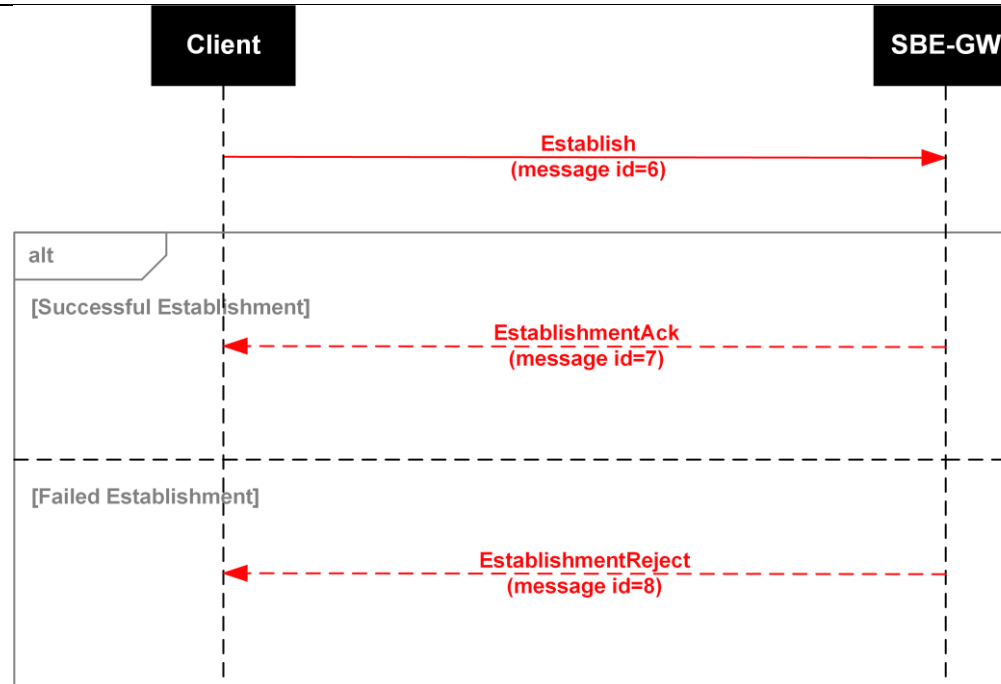 Client
SBE-GW
Establish
(message id=6)
alt
[Successful Establishment]
EstablishmentAck
(message id=7)
[Failed Establishment]
EstablishmentReject
(message id=8)